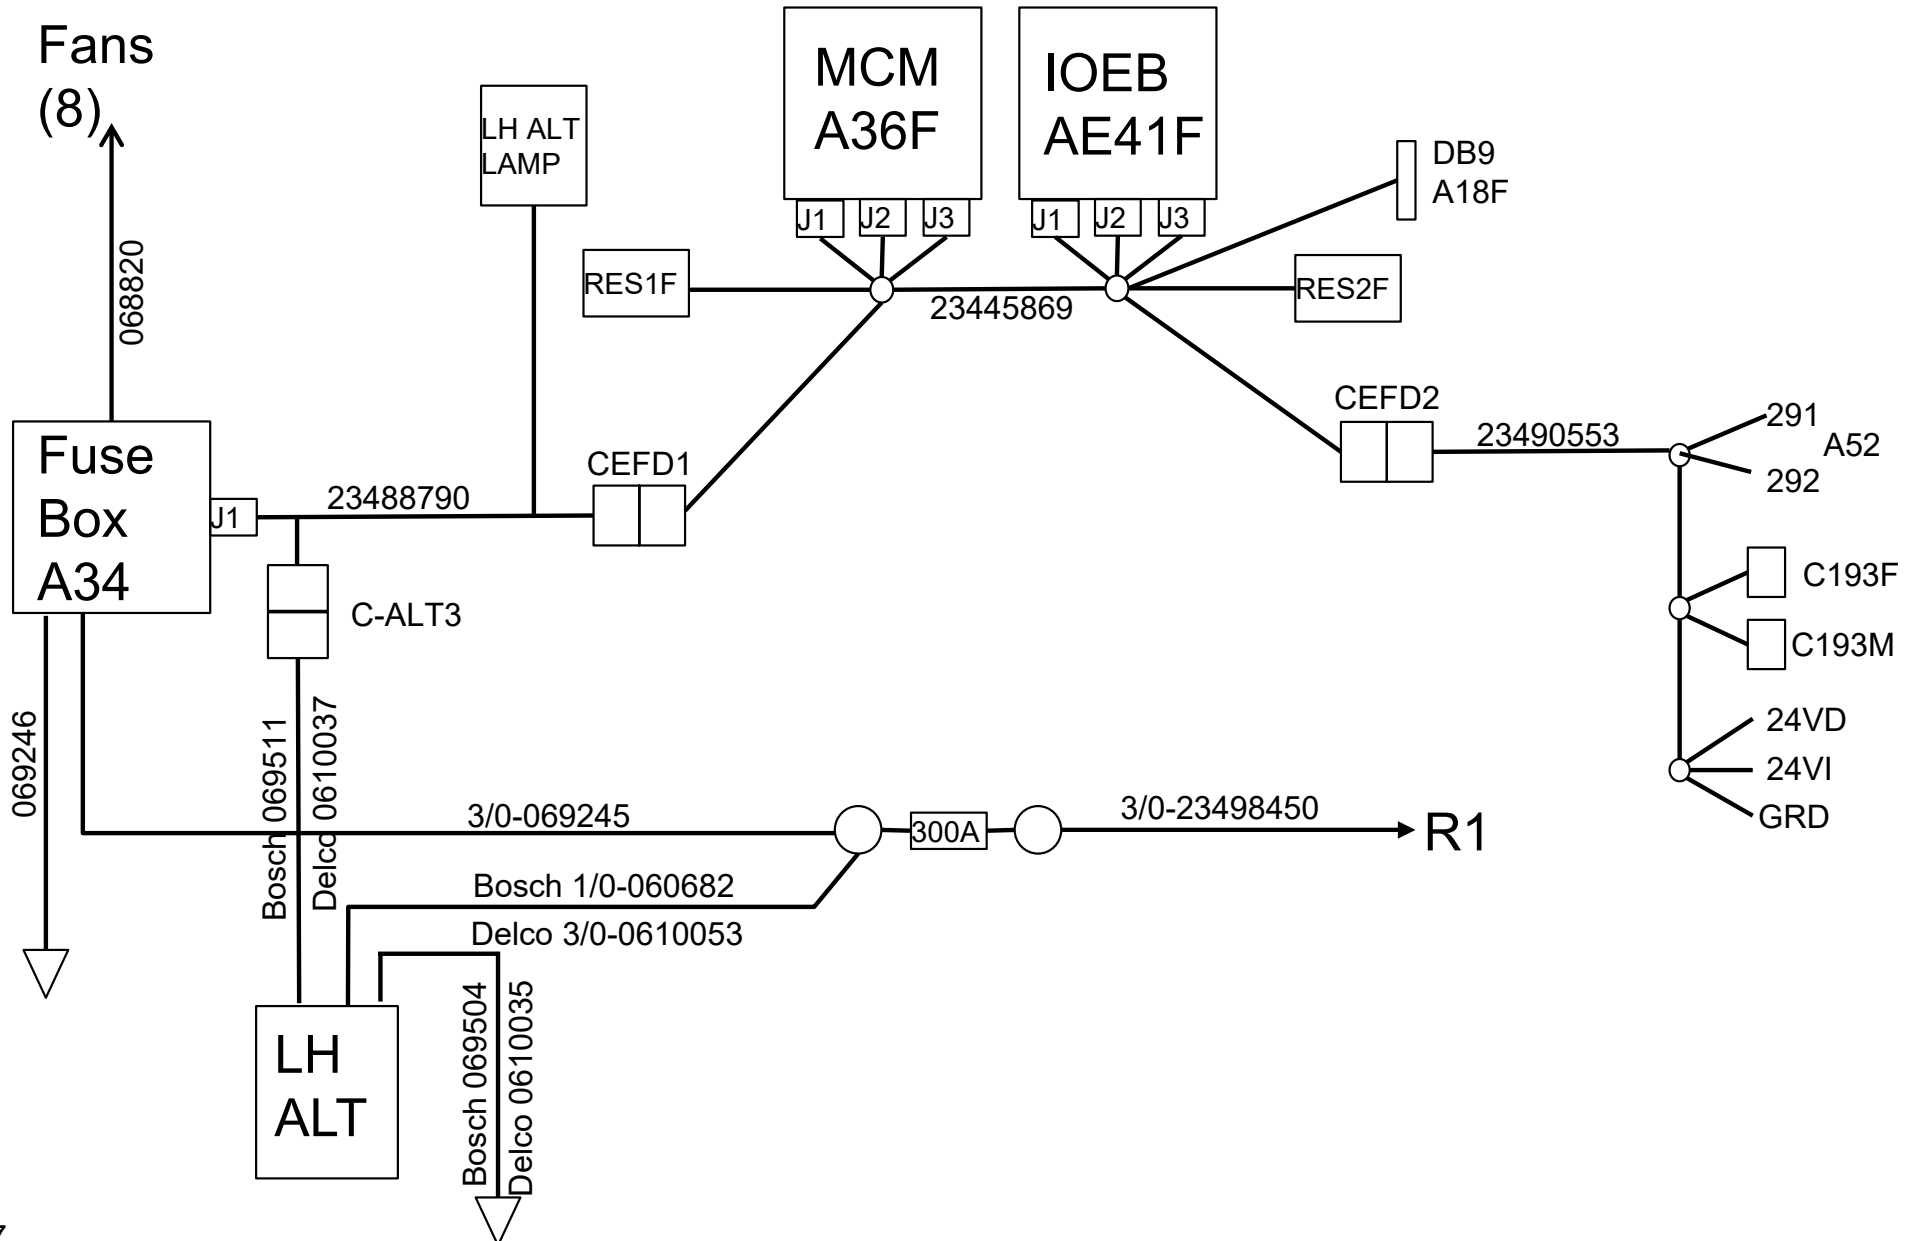 Fans
(8)
068820
LH ALT
LAMP
MCM
A36F
J1
J2
J3
IOEB
AE41F
J1
J2
J3
DB9
A18F
RES1F
23445869
RES2F
Fuse
Box
A34
J1
23488790
CEFD1
CEFD2
23490553
291
A52
292
C-ALT3
C193F
C193M
24VD
24VI
GRD
069246
Bosch 069511
Delco 0610037
3/0-069245
300A
3/0-23498450
R1
Bosch 1/0-060682
Delco 3/0-0610053
LH
ALT
Bosch 069504
Delco 0610035